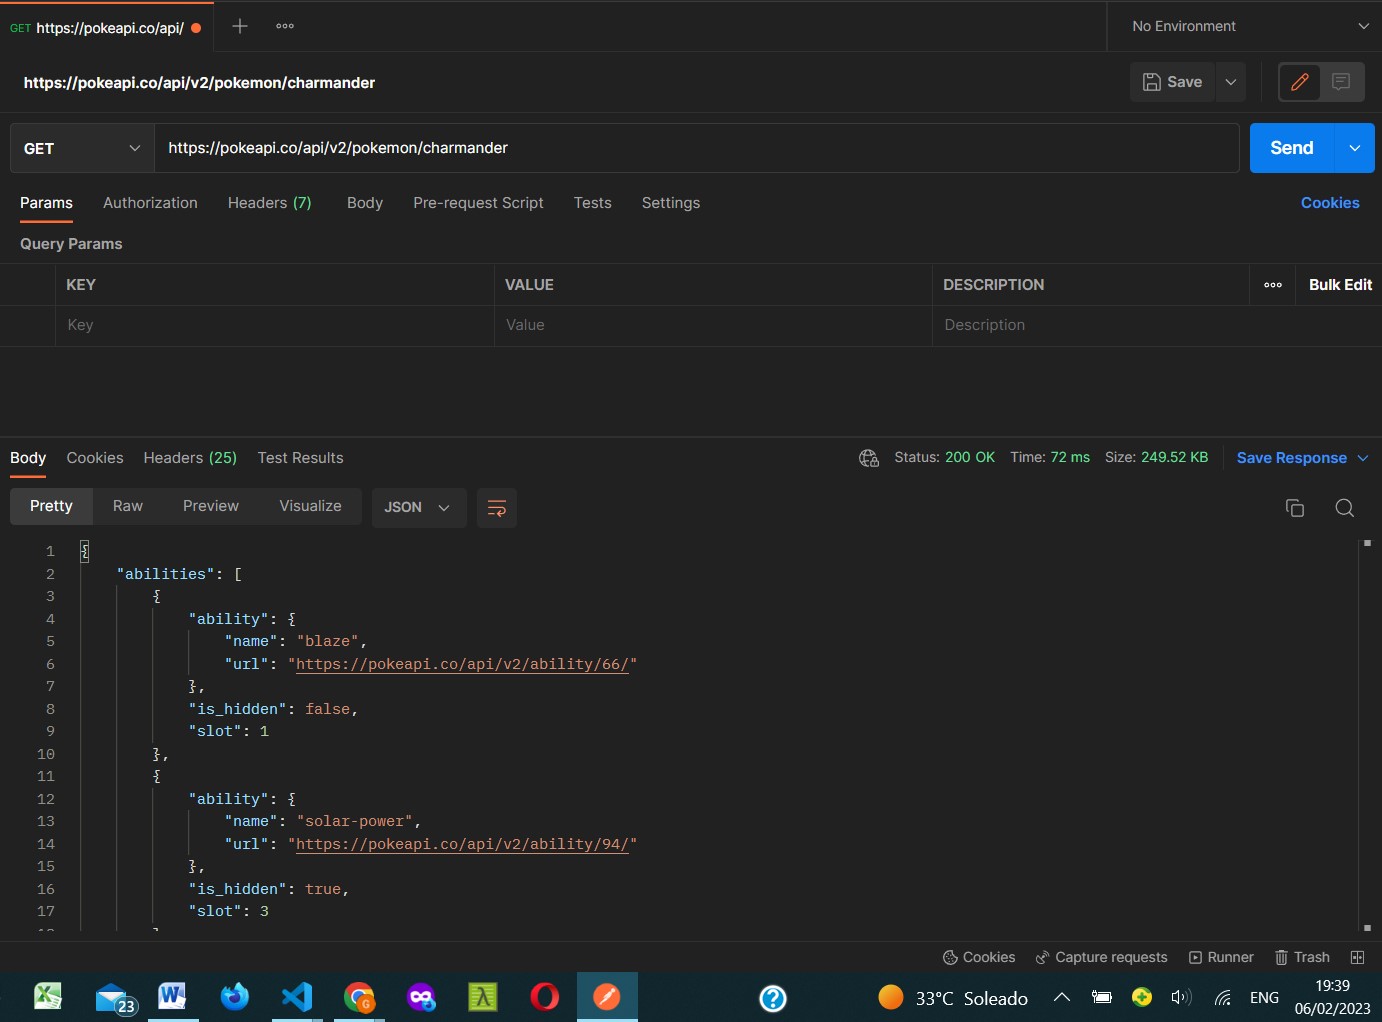 GET https://pokeapi.co/api/
No Environment
https://pokeapi.co/api/v2/pokemon/charmander
Save
GET
https://pokeapi.co/api/v2/pokemon/charmander
Send
Params Authorization Headers (7) Body Pre-request Script Tests Settings Cookies
Query Params
KEY VALUE DESCRIPTION Bulk Edit
Key Value Description
Body Cookies Headers (25) Test Results Status: 200 OK Time: 72 ms Size: 249.52 KB Save Response
Pretty Raw Preview Visualize JSON
1 {
2 "abilities": [
3 {
4 "ability": {
5 "name": "blaze",
6 "url": "https://pokeapi.co/api/v2/ability/66/"
7 },
8 "is_hidden": false,
9 "slot": 1
10 },
11 {
12 "ability": {
13 "name": "solar-power",
14 "url": "https://pokeapi.co/api/v2/ability/94/"
15 },
16 "is_hidden": true,
17 "slot": 3
Cookies Capture requests Runner Trash
23
G
33°C Soleado
ENG
19:39
06/02/2023